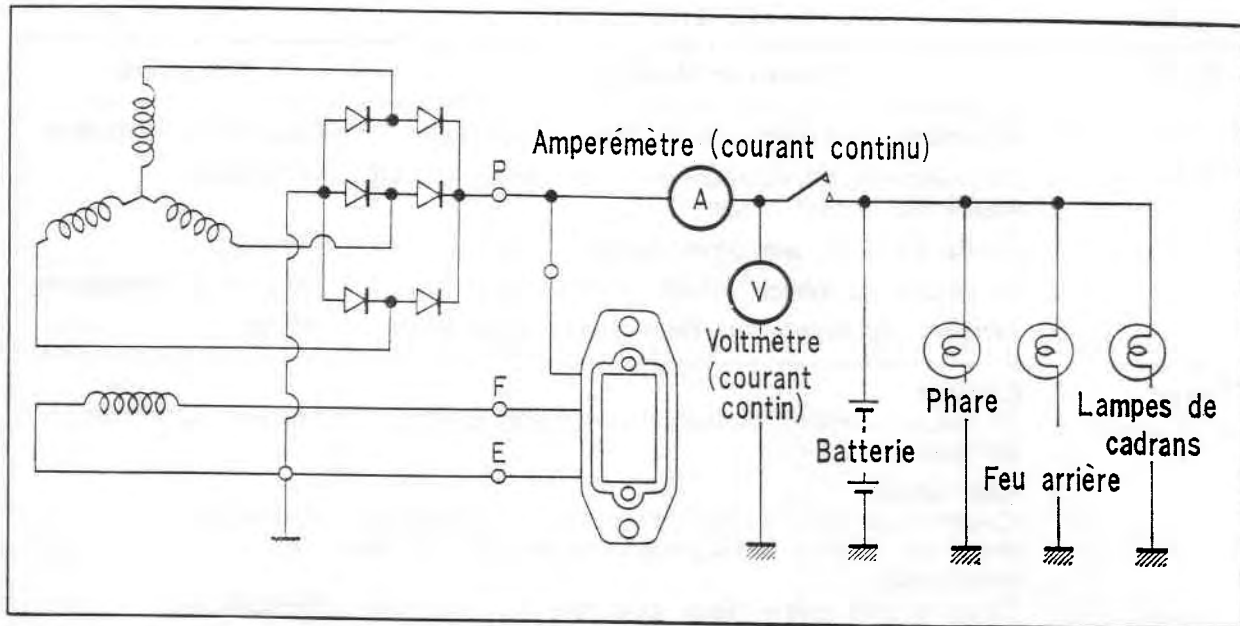 Amperémètre (courant continu)
P
A
V
Voltmètre
(courant
contin)
F
E
Batterie
Phare
Feu arrière
Lampes de
cadrans